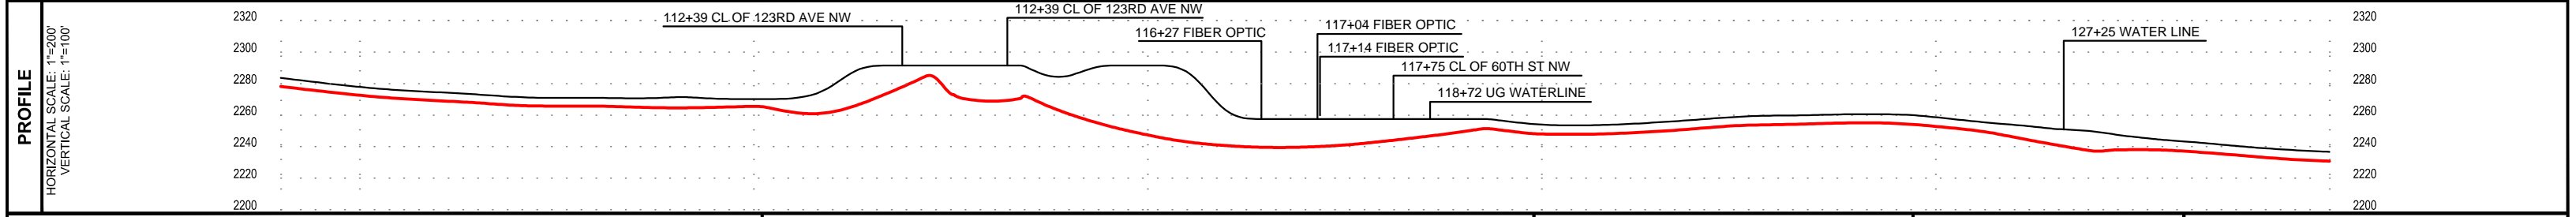 PROFILE
HORIZONTAL SCALE: 1"=200'
VERTICAL SCALE: 1"=100'
2320
2300
2280
2260
2240
2220
2200
112+39 CL OF 123RD AVE NW
112+39 CL OF 123RD AVE NW
116+27 FIBER OPTIC
117+04 FIBER OPTIC
117+14 FIBER OPTIC
117+75 CL OF 60TH ST NW
118+72 UG WATERLINE
127+25 WATER LINE
2320
2300
2280
2260
2240
2220
2200